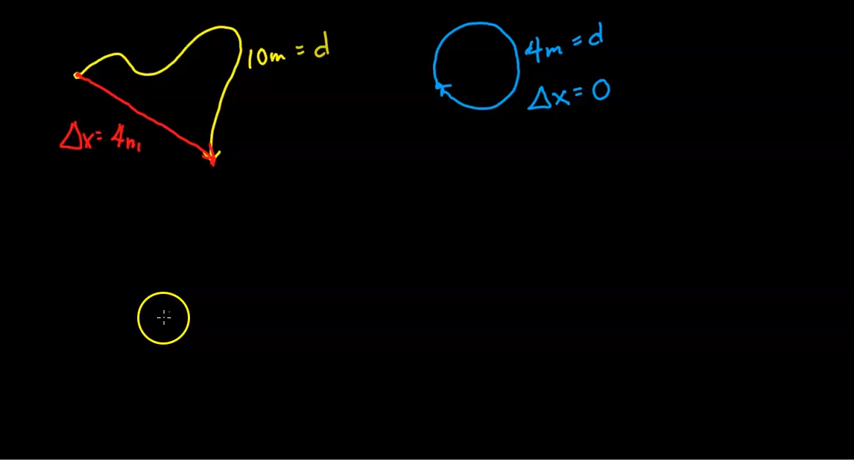 10m = d
Δx = 4m
4m = d
Δx = 0